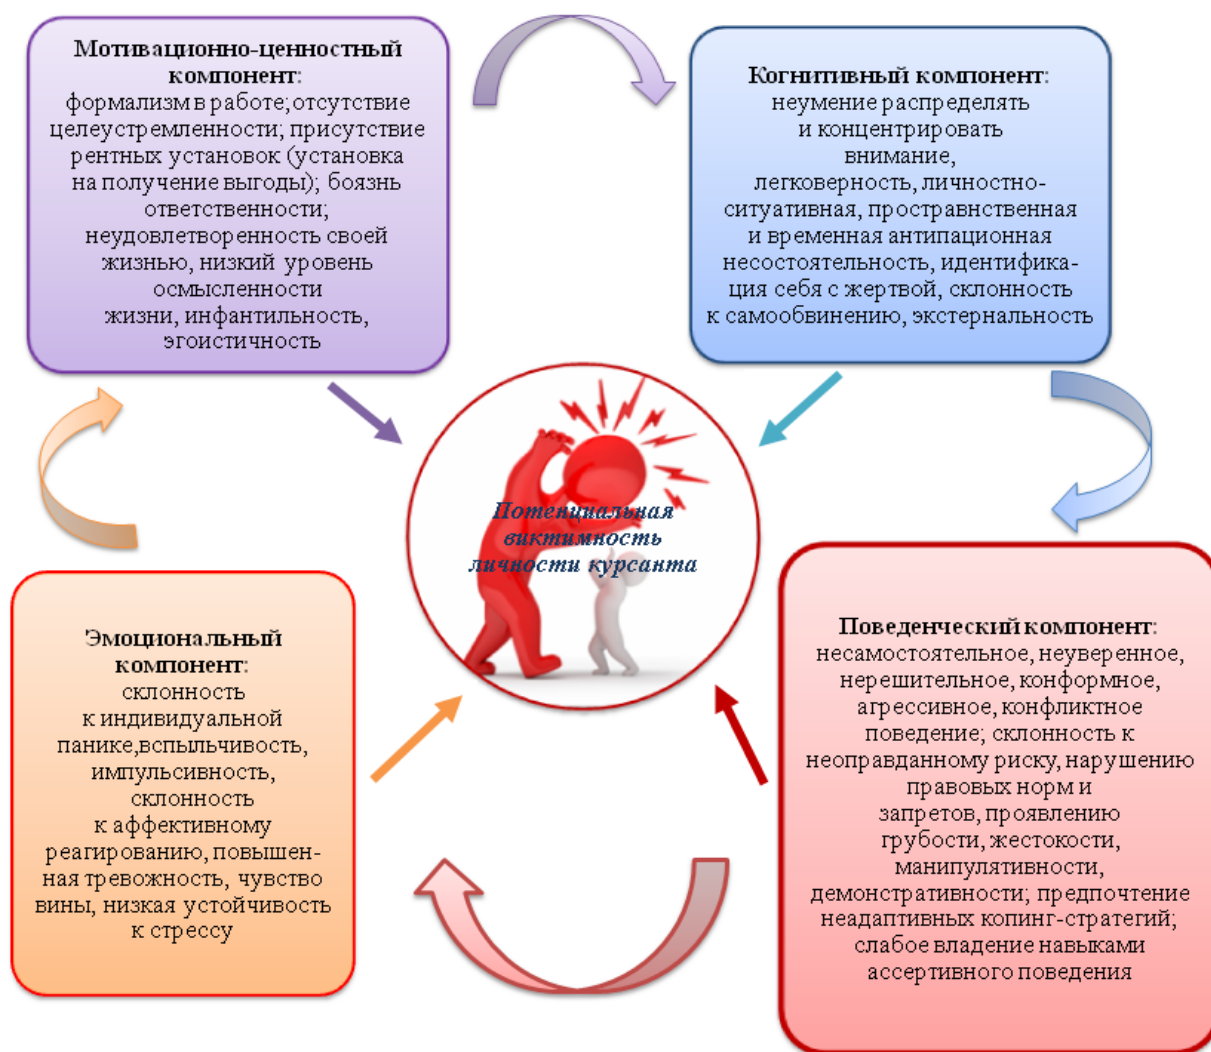 Мотивационно-ценностный
компонент:
формализм в работе; отсутствие
целеустремленности; присутствие
рентных установок (установка
на получение выгоды); боязнь
ответственности;
неудовлетворенность своей
жизнью, низкий уровень
осмысленности
жизни, инфантильность,
эгоистичность
Когнитивный компонент:
неумение распределять
и концентрировать
внимание,
легковерность, личностно-
ситуативная, пространственная
и временная антипационная
несостоятельность, идентифика-
ция себя с жертвой, склонность
к самообвинению, экстернальность
Потенциальная
виктимность
личности курсанта
Эмоциональный
компонент:
склонность
к индивидуальной
панике,вспыльчивость,
импульсивность,
склонность
к аффективному
реагированию, повышен-
ная тревожность, чувство
вины, низкая устойчивость
к стрессу
Поведенческий компонент:
несамостоятельное, неуверенное,
нерешительное, конформное,
агрессивное, конфликтное
поведение; склонность к
неоправданному риску, нарушению
правовых норм и
запретов, проявлению
грубости, жестокости,
манипулятивности,
демонстративности; предпочтение
неадаптивных копинг-стратегий;
слабое владение навыками
ассертивного поведения